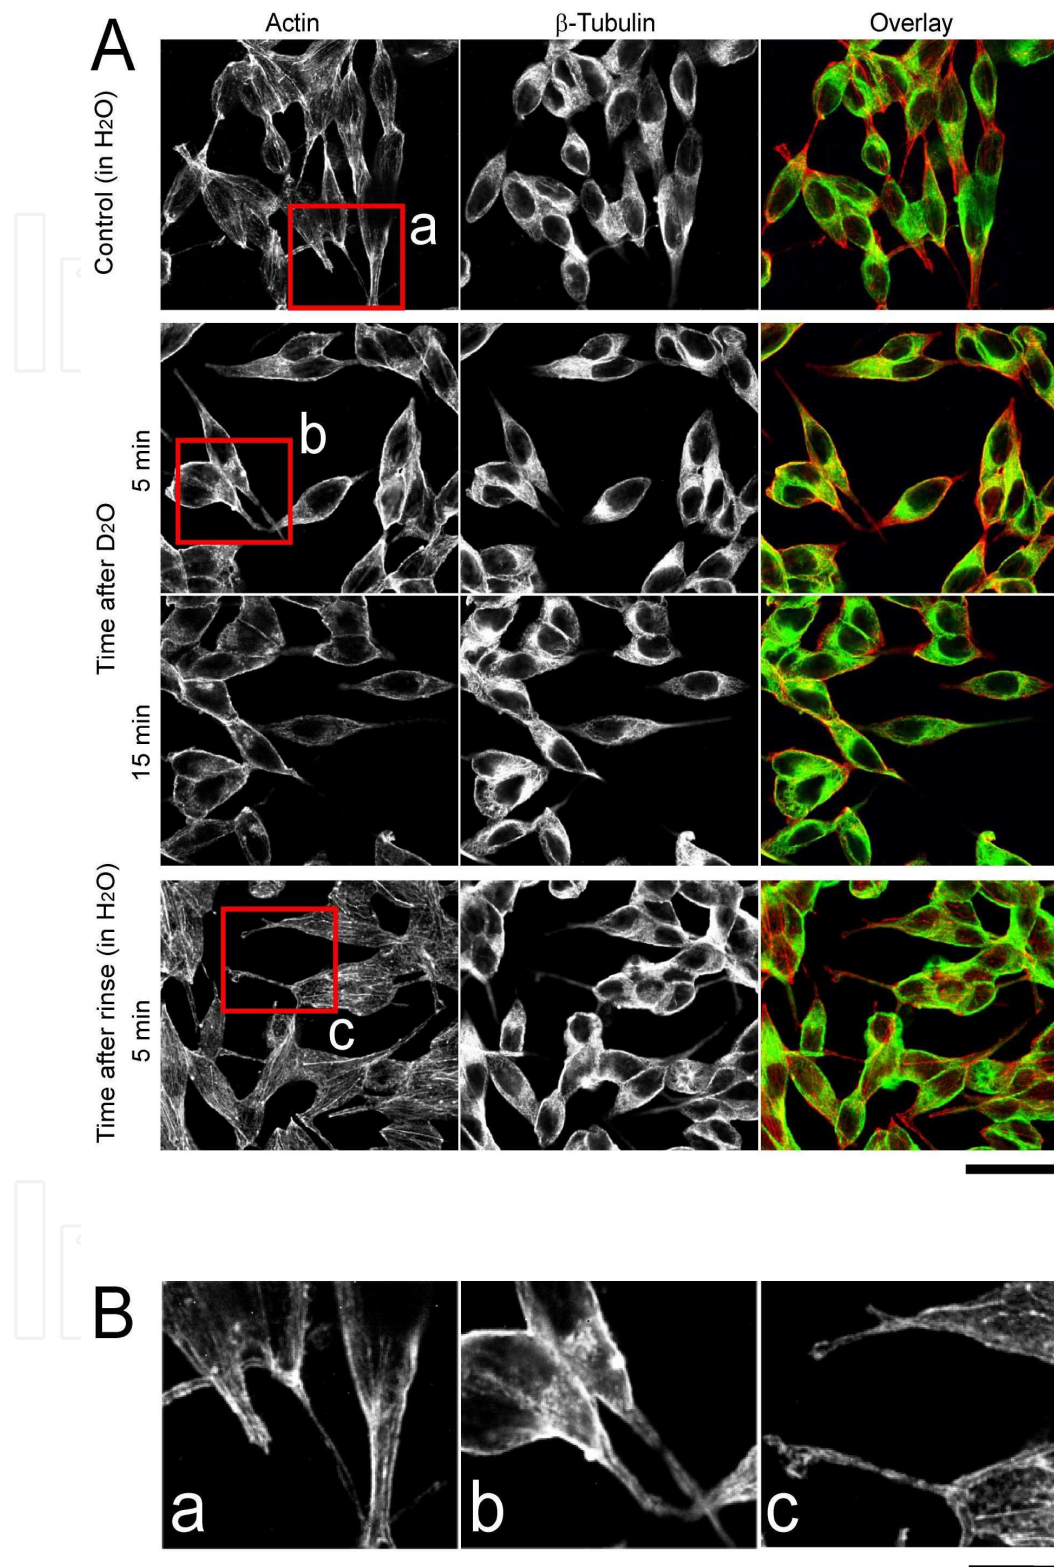 Actin β-Tubulin Overlay
A
Control (in H2O)
a
Time after D2O
5 min
b
15 min
Time after rinse (in H2O)
5 min
c
B
a b c